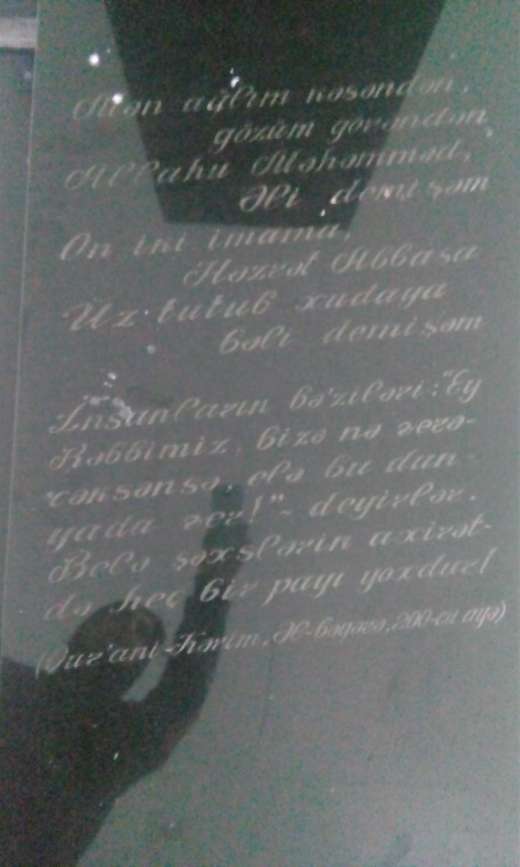 Mən ağlım kəsəndən,
gözüm görəndən
Allahu Məhəmməd,
Əli demişəm
On iki imama,
Həzrət Abbasa
Üz tutub xudaya
bəli demişəm
İnsanların bə'ziləri:"Ey
Rəbbimiz, bizə nə verə-
cəksənsə, elə bu dün-
yada ver!"- deyirlər.
Belə şəxslərin axirət-
də heç bir payı yoxdur!
(Qur'ani-Kərim, Əl-bəqərə, 200-cü ayə)